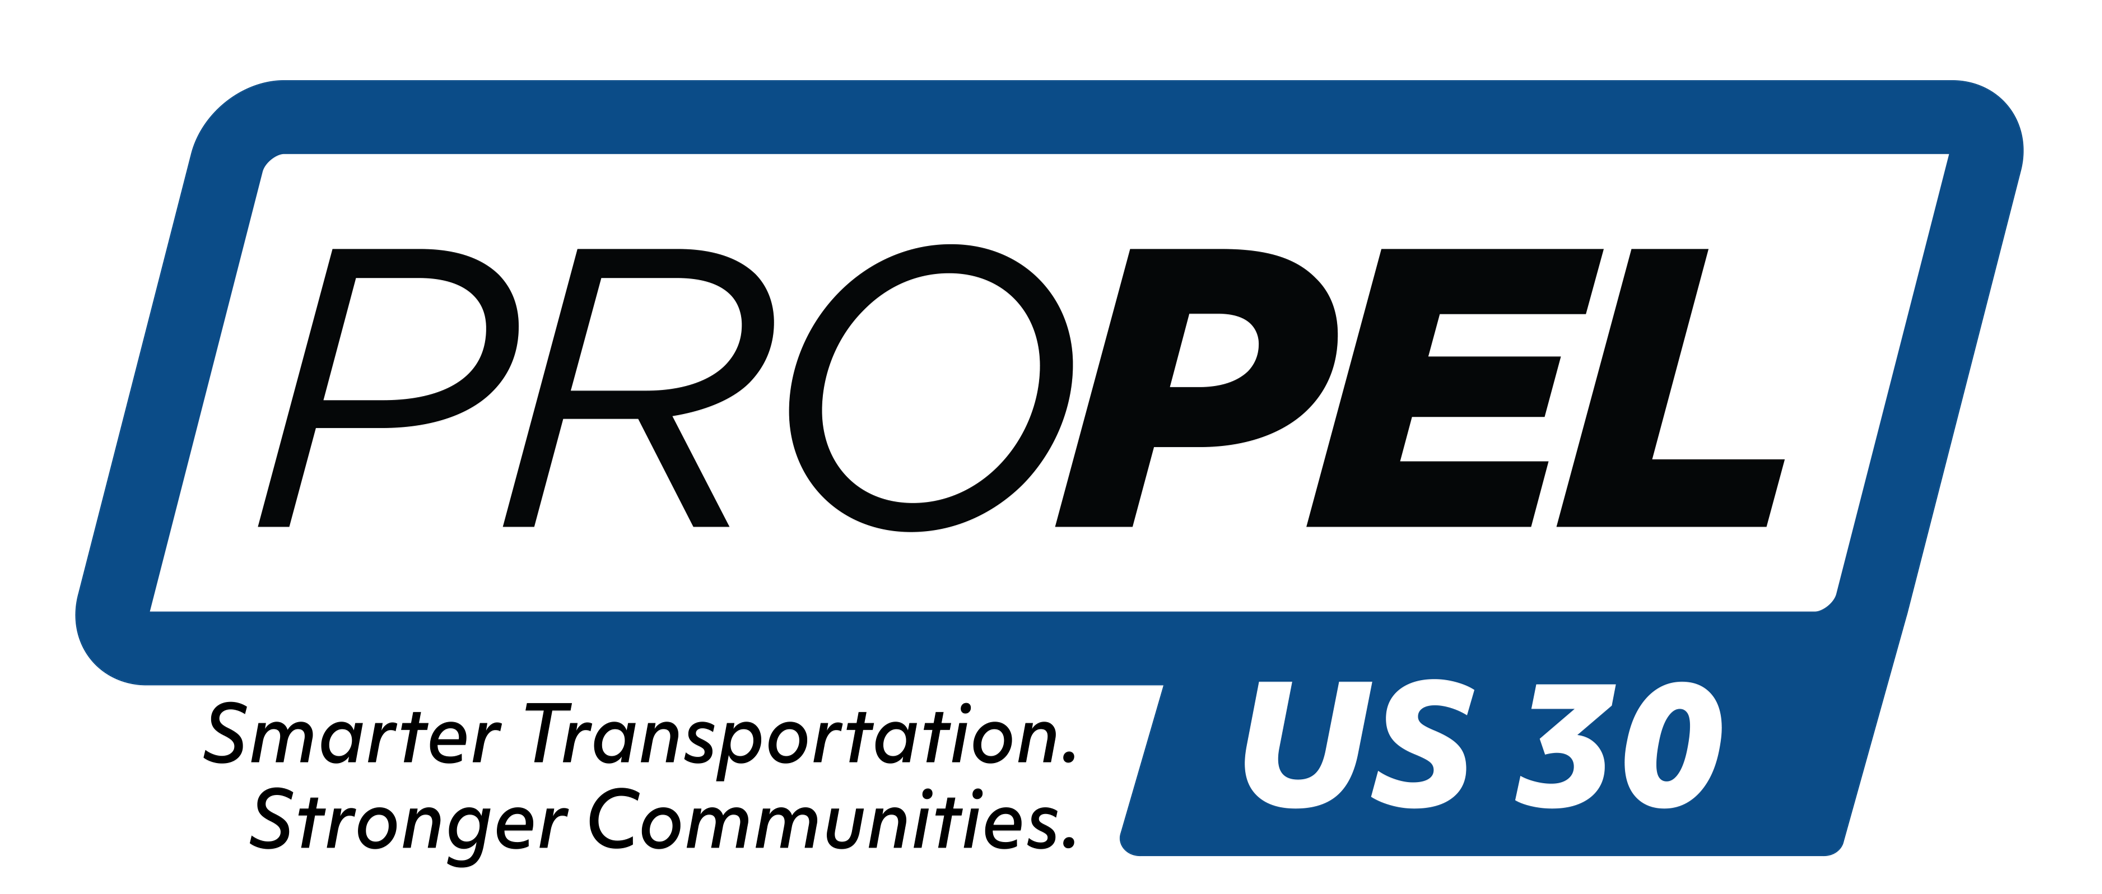 PROPEL
US 30
Smarter Transportation.
Stronger Communities.